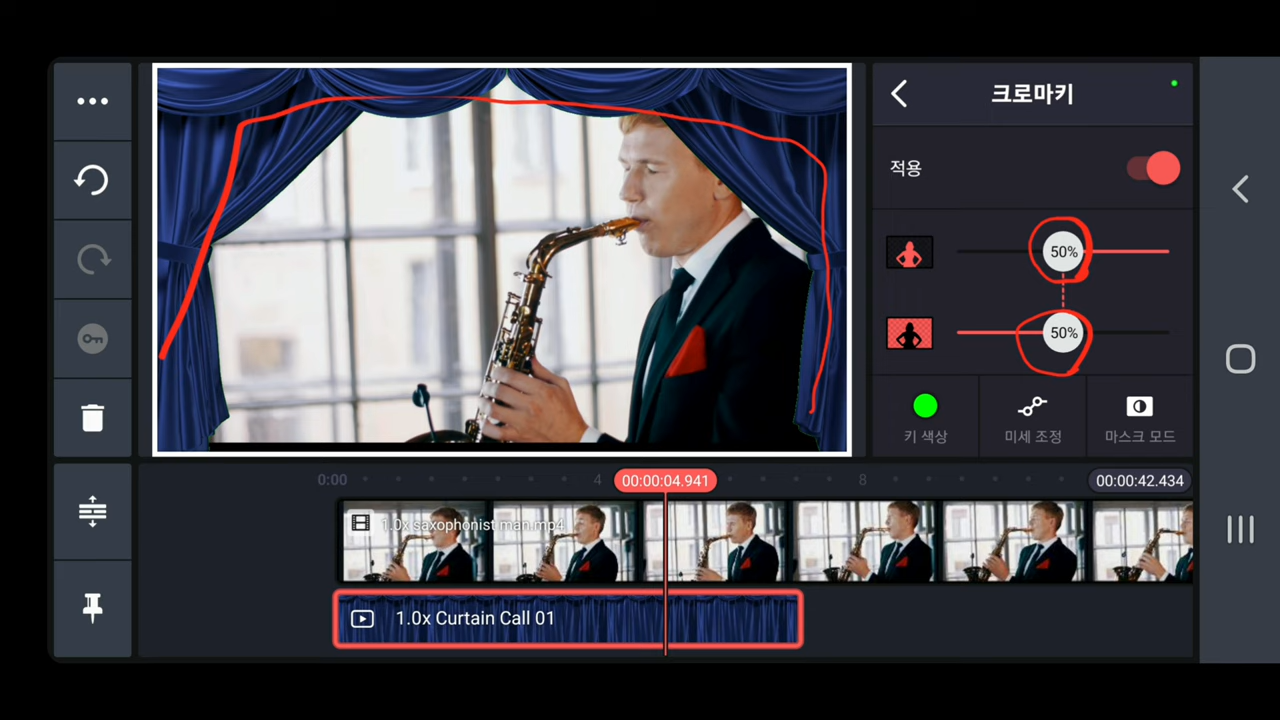 크로마키
적용
50%
50%
키 색상
미세 조정
마스크 모드
0:00
4
00:00:04.941
8
00:00:42.434
1.0x saxophonist man.mp4
1.0x Curtain Call 01